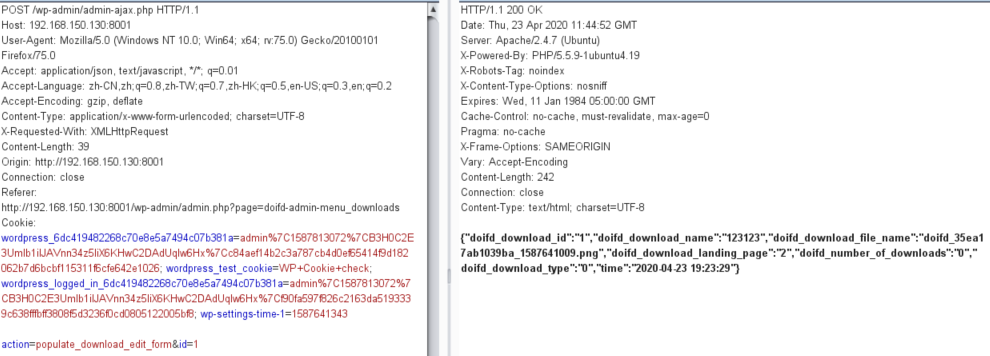 POST /wp-admin/admin-ajax.php HTTP/1.1
Host: 192.168.150.130:8001
User-Agent: Mozilla/5.0 (Windows NT 10.0; Win64; x64; rv:75.0) Gecko/20100101
Firefox/75.0
Accept: application/json, text/javascript, */*; q=0.01
Accept-Language: zh-CN,zh;q=0.8,zh-TW;q=0.7,zh-HK;q=0.5,en-US;q=0.3,en;q=0.2
Accept-Encoding: gzip, deflate
Content-Type: application/x-www-form-urlencoded; charset=UTF-8
X-Requested-With: XMLHttpRequest
Content-Length: 39
Origin: http://192.168.150.130:8001
Connection: close
Referer:
http://192.168.150.130:8001/wp-admin/admin.php?page=doifd-admin-menu_downloads
Cookie:
wordpress_6dc419482268c70e8e5a7494c07b381a=admin%7C1587813072%7CB3H0C2E
3Umlb1iIJAVnn34z5liX6KHwC2DAdUqlw6Hx%7Cc84aef14b2c3a787cb4d0ef65414f9d182
062b7d6bcbf115311f6cfe642e1026; wordpress_test_cookie=WP+Cookie+check;
wordpress_logged_in_6dc419482268c70e8e5a7494c07b381a=admin%7C1587813072%7
CB3H0C2E3Umlb1iIJAVnn34z5liX6KHwC2DAdUqlw6Hx%7Cf90fa597f826c2163da519333
9c638fffbff3808f5d3236f0cd0805122005bf8; wp-settings-time-1=1587641343
action=populate_download_edit_form&id=1
HTTP/1.1 200 OK
Date: Thu, 23 Apr 2020 11:44:52 GMT
Server: Apache/2.4.7 (Ubuntu)
X-Powered-By: PHP/5.5.9-1ubuntu4.19
X-Robots-Tag: noindex
X-Content-Type-Options: nosniff
Expires: Wed, 11 Jan 1984 05:00:00 GMT
Cache-Control: no-cache, must-revalidate, max-age=0
Pragma: no-cache
X-Frame-Options: SAMEORIGIN
Vary: Accept-Encoding
Content-Length: 242
Connection: close
Content-Type: text/html; charset=UTF-8
{"doifd_download_id":"1","doifd_download_name":"123123","doifd_download_file_name":"doifd_35ea1
7ab1039ba_1587641009.png","doifd_download_landing_page":"2","doifd_number_of_downloads":"0","
doifd_download_type":"0","time":"2020-04-23 19:23:29"}